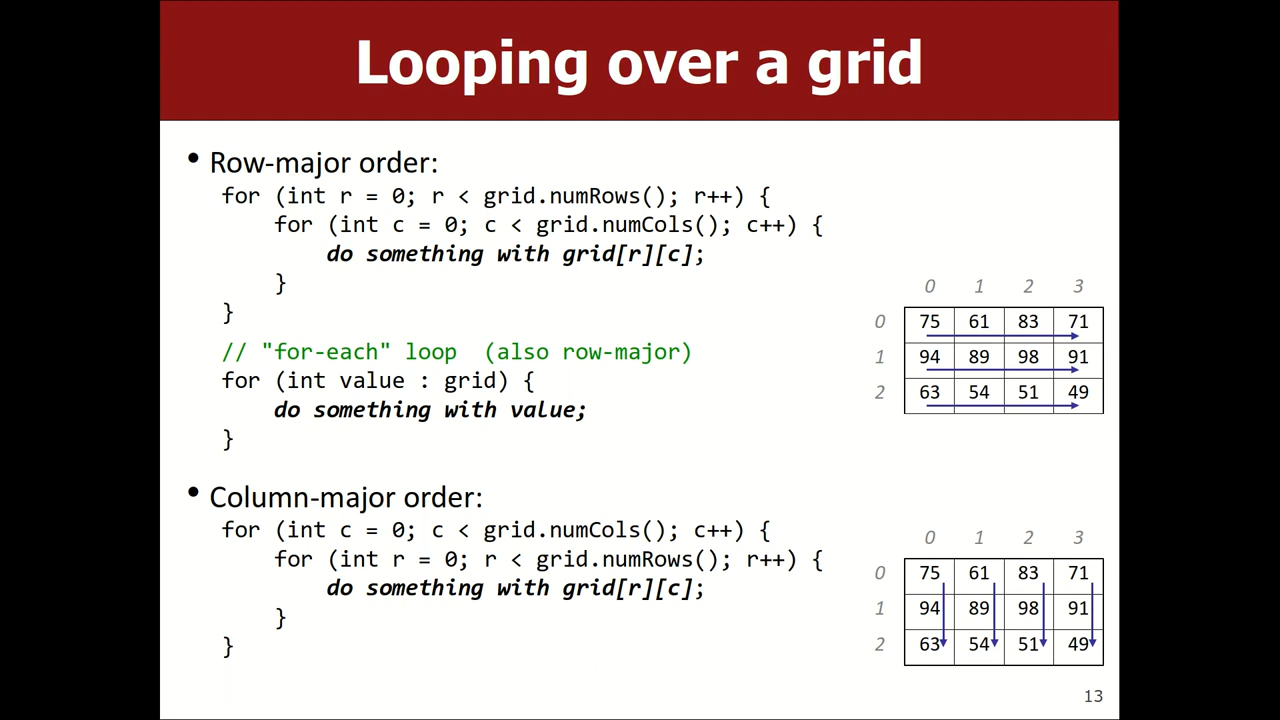 Looping over a grid
• Row-major order:
for (int r = 0; r < grid.numRows(); r++) {
    for (int c = 0; c < grid.numCols(); c++) {
        do something with grid[r][c];
    }
}
// "for-each" loop  (also row-major)
for (int value : grid) {
    do something with value;
}
0 1 2 3
0 75 61 83 71
1 94 89 98 91
2 63 54 51 49
• Column-major order:
for (int c = 0; c < grid.numCols(); c++) {
    for (int r = 0; r < grid.numRows(); r++) {
        do something with grid[r][c];
    }
}
0 1 2 3
0 75 61 83 71
1 94 89 98 91
2 63 54 51 49
13